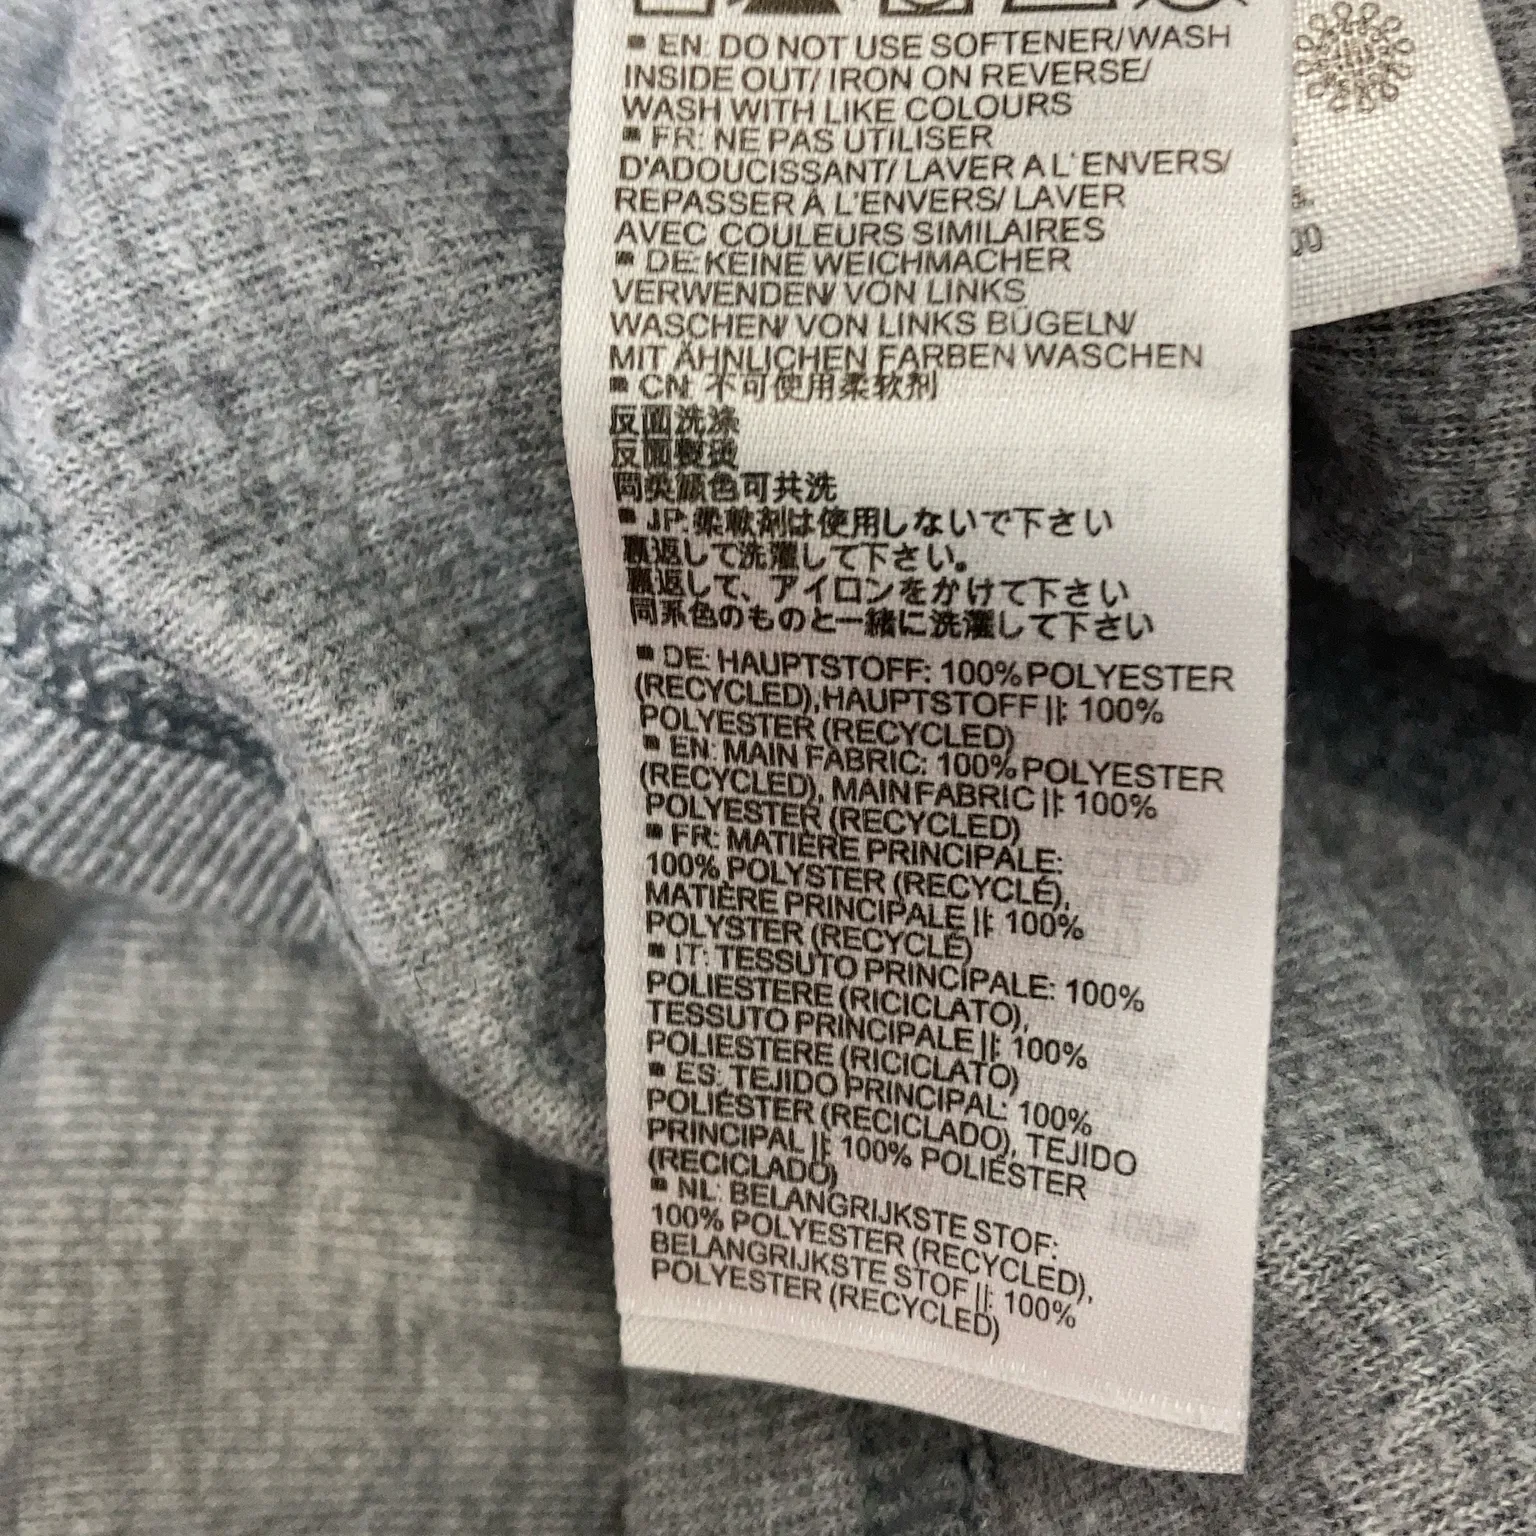 EN: DO NOT USE SOFTENER/WASH
INSIDE OUT/ IRON ON REVERSE/
WASH WITH LIKE COLOURS
FR: NE PAS UTILISER
D'ADOUCISSANT/ LAVER A L'ENVERS/
REPASSER À L'ENVERS/ LAVER
AVEC COULEURS SIMILAIRES
DE: KEINE WEICHMACHER
VERWENDEN/ VON LINKS
WASCHEN/ VON LINKS BÜGELN/
MIT ÄHNLICHEN FARBEN WASCHEN
CN: 不可使用柔软剂
反面洗涤
反面熨烫
同类颜色可共洗
JP: 柔軟剤は使用しないで下さい
裏返して洗濯して下さい。
裏返して、アイロンをかけて下さい
同系色のものと一緒に洗濯して下さい
DE: HAUPTSTOFF: 100% POLYESTER
(RECYCLED),HAUPTSTOFF ||: 100%
POLYESTER (RECYCLED)
EN: MAIN FABRIC: 100% POLYESTER
(RECYCLED), MAIN FABRIC ||: 100%
POLYESTER (RECYCLED)
FR: MATIÈRE PRINCIPALE:
100% POLYSTER (RECYCLÉ),
MATIÈRE PRINCIPALE ||: 100%
POLYSTER (RECYCLÉ)
IT: TESSUTO PRINCIPALE: 100%
POLIESTERE (RICICLATO),
TESSUTO PRINCIPALE ||: 100%
POLIESTERE (RICICLATO)
ES: TEJIDO PRINCIPAL: 100%
POLIÉSTER (RECICLADO), TEJIDO
PRINCIPAL ||: 100% POLIÉSTER
(RECICLADO)
NL: BELANGRIJKSTE STOF:
100% POLYESTER (RECYCLED),
BELANGRIJKSTE STOF ||: 100%
POLYESTER (RECYCLED)